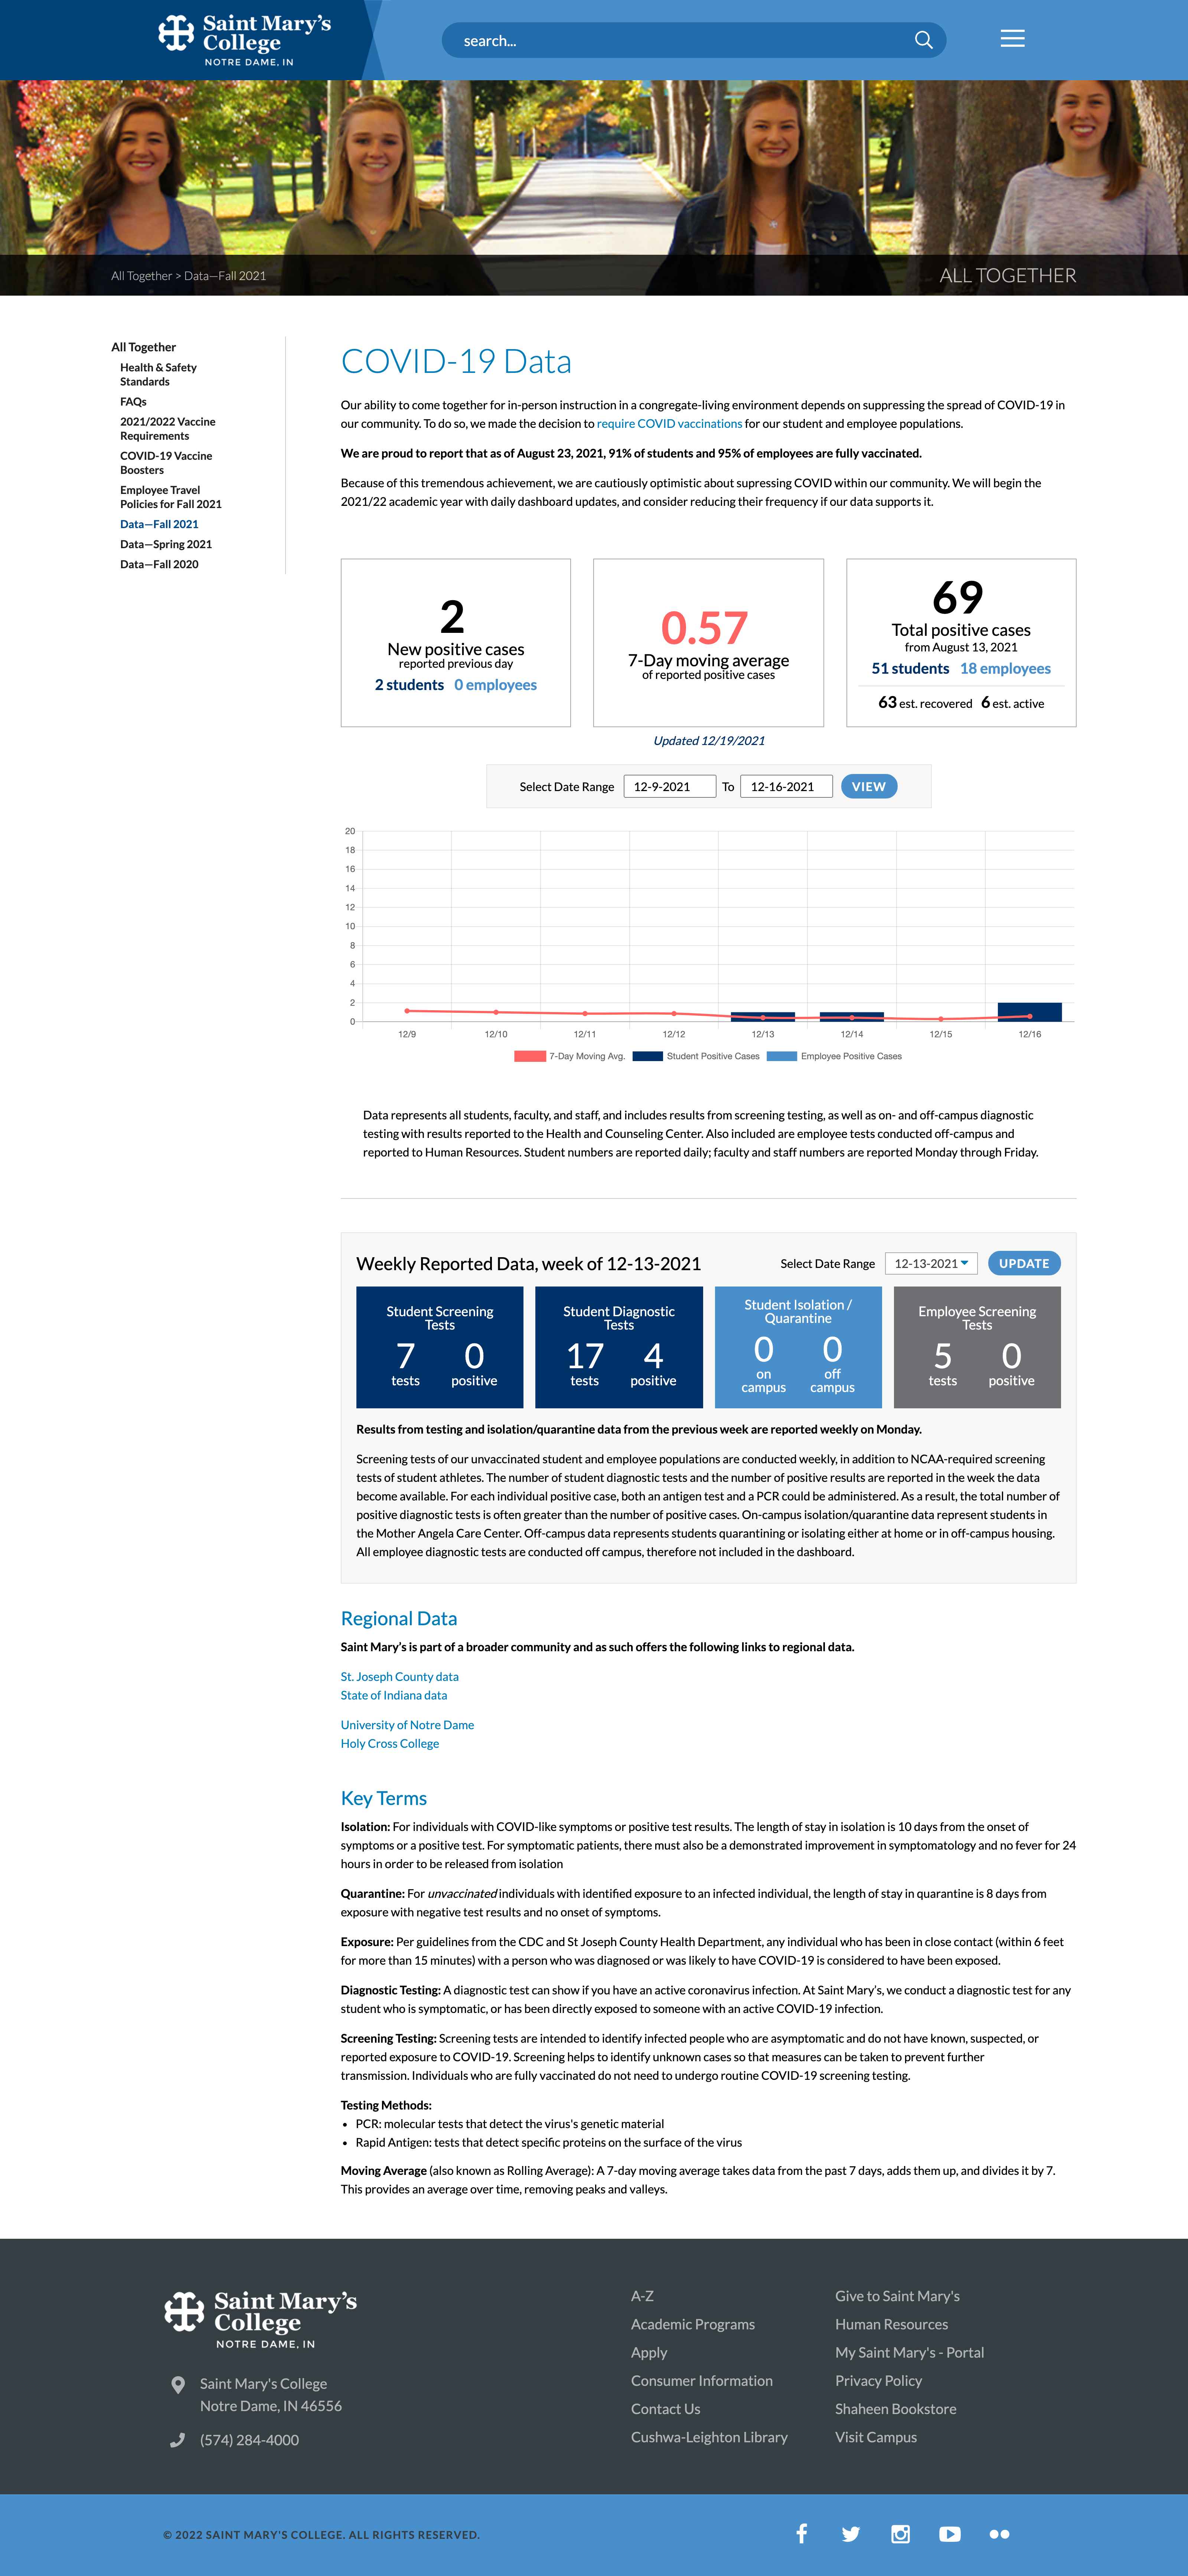 Saint Mary's
College
NOTRE DAME, IN
search...
All Together > Data—Fall 2021
ALL TOGETHER
All Together
Health & Safety
Standards
FAQs
2021/2022 Vaccine
Requirements
COVID-19 Vaccine
Boosters
Employee Travel
Policies for Fall 2021
Data—Fall 2021
Data—Spring 2021
Data—Fall 2020
COVID-19 Data
Our ability to come together for in-person instruction in a congregate-living environment depends on suppressing the spread of COVID-19 in
our community. To do so, we made the decision to require COVID vaccinations for our student and employee populations.
We are proud to report that as of August 23, 2021, 91% of students and 95% of employees are fully vaccinated.
Because of this tremendous achievement, we are cautiously optimistic about supressing COVID within our community. We will begin the
2021/22 academic year with daily dashboard updates, and consider reducing their frequency if our data supports it.
2
New positive cases
reported previous day
2 students 0 employees
0.57
7-Day moving average
of reported positive cases
69
Total positive cases
from August 13, 2021
51 students 18 employees
63 est. recovered 6 est. active
Updated 12/19/2021
Select Date Range 12-9-2021 To 12-16-2021 VIEW
20
18
16
14
12
10
8
6
4
2
0
12/9 12/10 12/11 12/12 12/13 12/14 12/15 12/16
7-Day Moving Avg. Student Positive Cases Employee Positive Cases
Data represents all students, faculty, and staff, and includes results from screening testing, as well as on- and off-campus diagnostic
testing with results reported to the Health and Counseling Center. Also included are employee tests conducted off-campus and
reported to Human Resources. Student numbers are reported daily; faculty and staff numbers are reported Monday through Friday.
Weekly Reported Data, week of 12-13-2021
Select Date Range 12-13-2021 UPDATE
Student Screening
Tests
7 0
tests positive
Student Diagnostic
Tests
17 4
tests positive
Student Isolation /
Quarantine
0 0
on off
campus campus
Employee Screening
Tests
5 0
tests positive
Results from testing and isolation/quarantine data from the previous week are reported weekly on Monday.
Screening tests of our unvaccinated student and employee populations are conducted weekly, in addition to NCAA-required screening
tests of student athletes. The number of student diagnostic tests and the number of positive results are reported in the week the data
become available. For each individual positive case, both an antigen test and a PCR could be administered. As a result, the total number of
positive diagnostic tests is often greater than the number of positive cases. On-campus isolation/quarantine data represent students in
the Mother Angela Care Center. Off-campus data represents students quarantining or isolating either at home or in off-campus housing.
All employee diagnostic tests are conducted off campus, therefore not included in the dashboard.
Regional Data
Saint Mary's is part of a broader community and as such offers the following links to regional data.
St. Joseph County data
State of Indiana data
University of Notre Dame
Holy Cross College
Key Terms
Isolation: For individuals with COVID-like symptoms or positive test results. The length of stay in isolation is 10 days from the onset of
symptoms or a positive test. For symptomatic patients, there must also be a demonstrated improvement in symptomatology and no fever for 24
hours in order to be released from isolation
Quarantine: For unvaccinated individuals with identified exposure to an infected individual, the length of stay in quarantine is 8 days from
exposure with negative test results and no onset of symptoms.
Exposure: Per guidelines from the CDC and St Joseph County Health Department, any individual who has been in close contact (within 6 feet
for more than 15 minutes) with a person who was diagnosed or was likely to have COVID-19 is considered to have been exposed.
Diagnostic Testing: A diagnostic test can show if you have an active coronavirus infection. At Saint Mary's, we conduct a diagnostic test for any
student who is symptomatic, or has been directly exposed to someone with an active COVID-19 infection.
Screening Testing: Screening tests are intended to identify infected people who are asymptomatic and do not have known, suspected, or
reported exposure to COVID-19. Screening helps to identify unknown cases so that measures can be taken to prevent further
transmission. Individuals who are fully vaccinated do not need to undergo routine COVID-19 screening testing.
Testing Methods:
• PCR: molecular tests that detect the virus's genetic material
• Rapid Antigen: tests that detect specific proteins on the surface of the virus
Moving Average (also known as Rolling Average): A 7-day moving average takes data from the past 7 days, adds them up, and divides it by 7.
This provides an average over time, removing peaks and valleys.
Saint Mary's
College
NOTRE DAME, IN
Saint Mary's College
Notre Dame, IN 46556
(574) 284-4000
A-Z
Academic Programs
Apply
Consumer Information
Contact Us
Cushwa-Leighton Library
Give to Saint Mary's
Human Resources
My Saint Mary's - Portal
Privacy Policy
Shaheen Bookstore
Visit Campus
© 2022 SAINT MARY'S COLLEGE. ALL RIGHTS RESERVED.